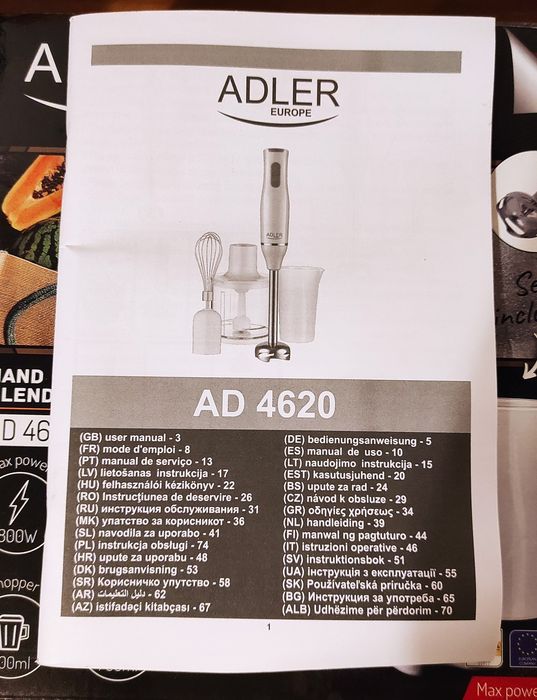 ADLER
EUROPE
ADLER
AD 4620
(GB) user manual - 3
(FR) mode d'emploi - 8
(PT) manual de serviço - 13
(LV) lietošanas instrukcija - 17
(HU) felhasználói kézikönyv - 22
(RO) Instrucţiunea de deservire - 26
(RU) инструкция обслуживания - 31
(MK) упатство за корисникот - 36
(SL) navodila za uporabo - 41
(PL) instrukcja obsługi - 74
(HR) upute za uporabu - 48
(DK) brugsanvisning - 53
(SR) Корисничко упутство - 58
(AR) دليل التعليمات - 62
(AZ) istifadəçi kitabçası - 67
(DE) bedienungsanweisung - 5
(ES) manual de uso - 10
(LT) naudojimo instrukcija - 15
(EST) kasutusjuhend - 20
(BS) upute za rad - 24
(CZ) návod k obsluze - 29
(GR) οδηγίες χρήσεως - 34
(NL) handleiding - 39
(FI) manwal ng pagtuturo - 44
(IT) istruzioni operative - 46
(SV) instruktionsbok - 51
(UA) інструкція з експлуатації - 55
(SK) Používateľská príručka - 60
(BG) Инструкция за употреба - 65
(ALB) Udhëzime për përdorim - 70
1
A
HAND
BLEND
D 46
ax power
800W
hopper
00ml
Se
inclu
Max powe